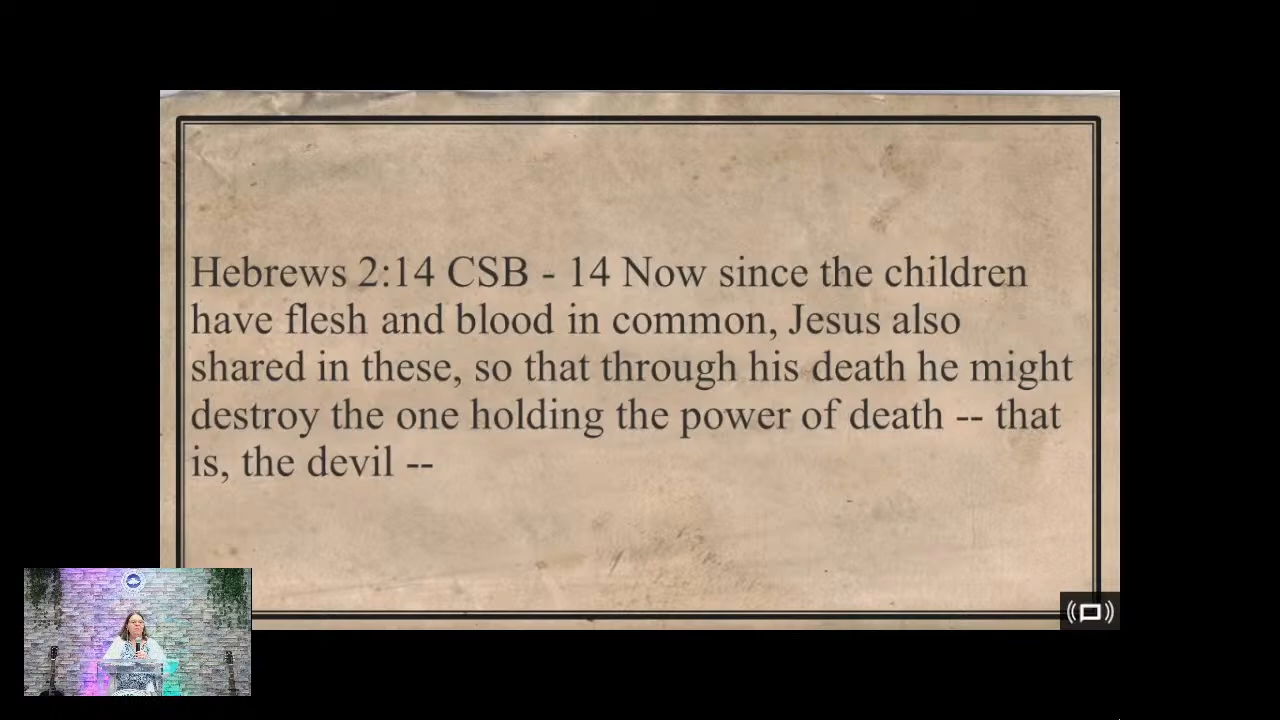 Hebrews 2:14 CSB - 14 Now since the children
have flesh and blood in common, Jesus also
shared in these, so that through his death he might
destroy the one holding the power of death -- that
is, the devil --